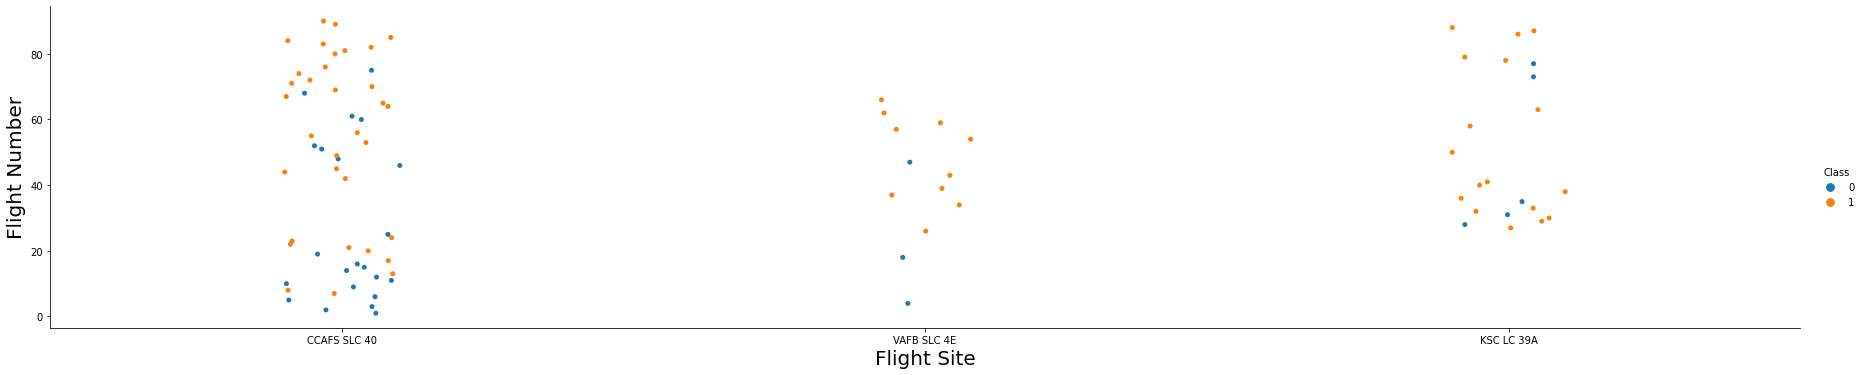 Flight Number
80
60
40
20
0
CCAFS SLC 40
VAFB SLC 4E
KSC LC 39A
Flight Site
Class
0
1